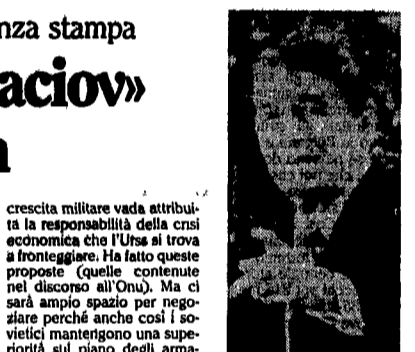 nza stampa
aciov»
a
crescita militare vada attribui-
ta la responsabilità della crisi
economica che l'Urss si trova
a fronteggiare. Ha fatto queste
proposte (quelle contenute
nel discorso all'Onu). Ma ci
sarà ampio spazio per nego-
ziare perché anche così i so-
vietici mantengono una supe-
riorità sul piano degli arma-